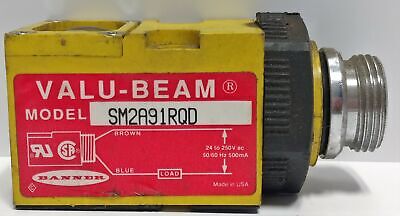 VALU-BEAM®
MODEL SM2A91RQD
BROWN
24 to 250V ac
50/60 Hz 500mA
BLUE
LOAD
BANNER
Made in USA